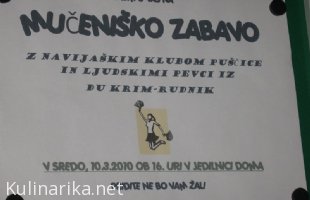 MUČENIŠKO ZABAVO
Z NAVIJAŠKIM KLUBOM PUŠICE
IN LJUDSKIMI PEVCI IZ
DU KRIM-RUDNIK
V SREDO, 10.3.2010 OB 16. URI V JEDILNICI DOMA
NE BO VAM ŽAL!
Kulinarika.net